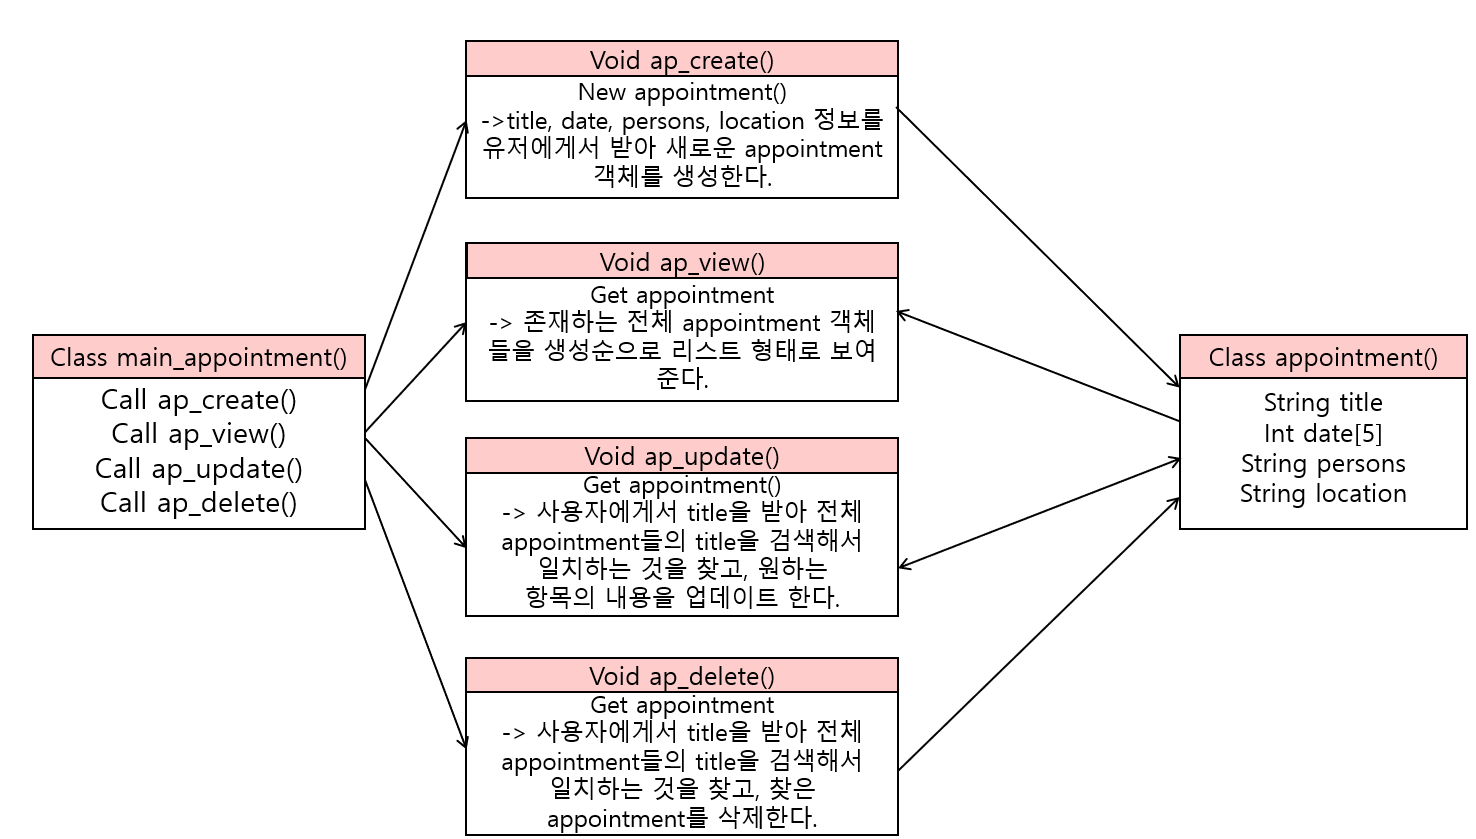 Class main_appointment()
Call ap_create()
Call ap_view()
Call ap_update()
Call ap_delete()
Void ap_create()
New appointment()
->title, date, persons, location 정보를
유저에게서 받아 새로운 appointment
객체를 생성한다.
Void ap_view()
Get appointment
-> 존재하는 전체 appointment 객체
들을 생성순으로 리스트 형태로 보여
준다.
Void ap_update()
Get appointment()
-> 사용자에게서 title을 받아 전체
appointment들의 title을 검색해서
일치하는 것을 찾고, 원하는
항목의 내용을 업데이트 한다.
Void ap_delete()
Get appointment
-> 사용자에게서 title을 받아 전체
appointment들의 title을 검색해서
일치하는 것을 찾고, 찾은
appointment를 삭제한다.
Class appointment()
String title
Int date[5]
String persons
String location